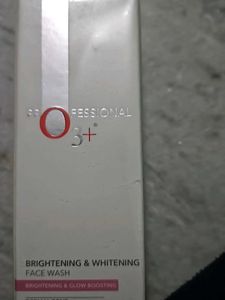 PROFESSIONAL
O3+®
BRIGHTENING & WHITENING
FACE WASH
BRIGHTENING & GLOW BOOSTING